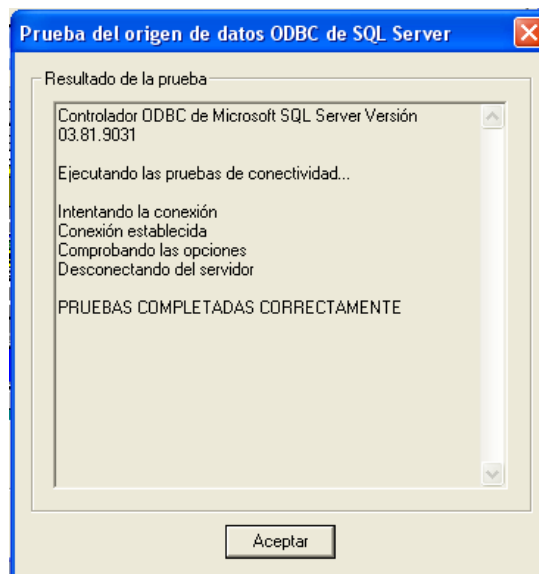 Prueba del origen de datos ODBC de SQL Server
Resultado de la prueba
Controlador ODBC de Microsoft SQL Server Versión
03.81.9031
Ejecutando las pruebas de conectividad...
Intentando la conexión
Conexión establecida
Comprobando las opciones
Desconectando del servidor
PRUEBAS COMPLETADAS CORRECTAMENTE
Aceptar